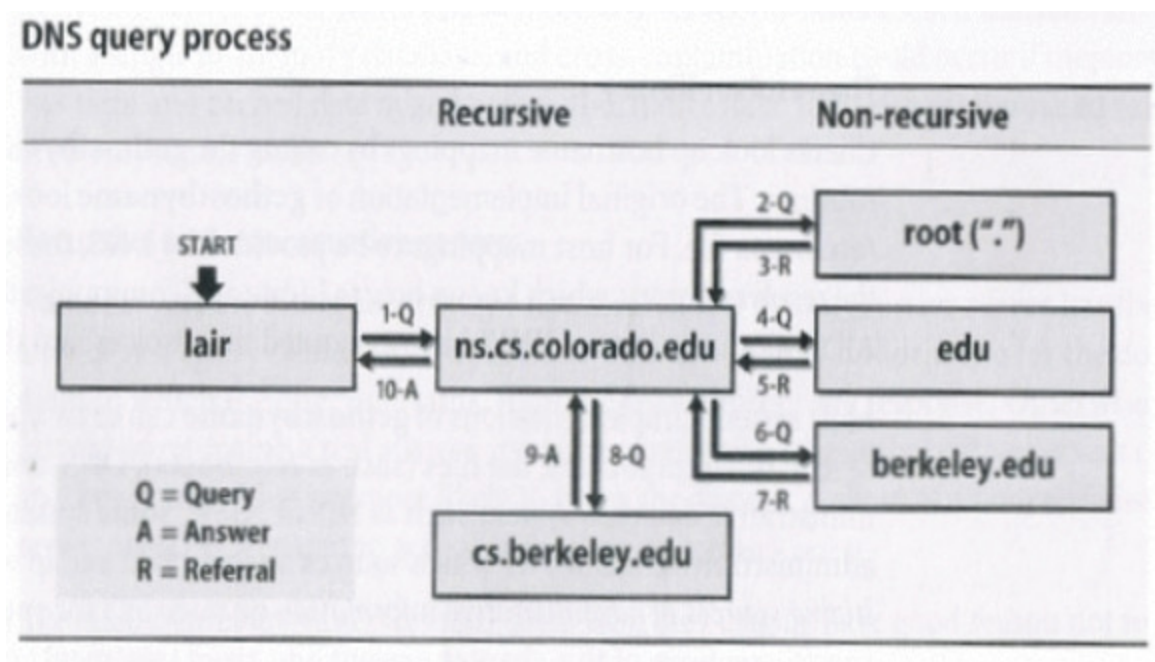 DNS query process
Recursive
Non-recursive
START
lair
1-Q
10-A
ns.cs.colorado.edu
2-Q
3-R
root (“.”)
4-Q
5-R
edu
6-Q
7-R
berkeley.edu
9-A
8-Q
cs.berkeley.edu
Q = Query
A = Answer
R = Referral